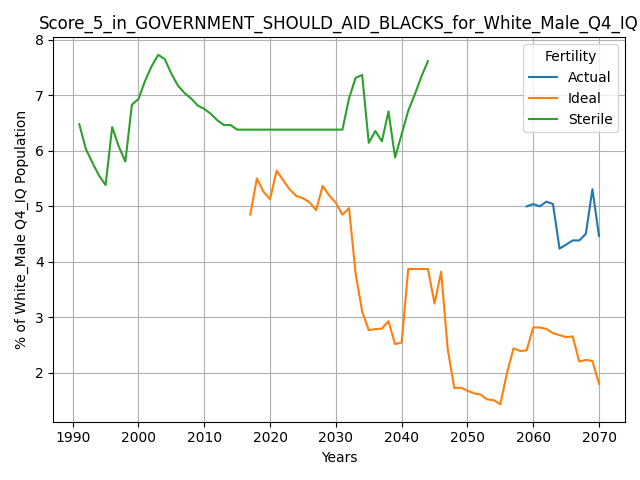 Score_5_in_GOVERNMENT_SHOULD_AID_BLACKS_for_White_Male_Q4_IQ
Fertility
Actual
Ideal
Sterile
% of White_Male Q4_IQ Population
8
7
6
5
4
3
2
1990 2000 2010 2020 2030 2040 2050 2060 2070
Years